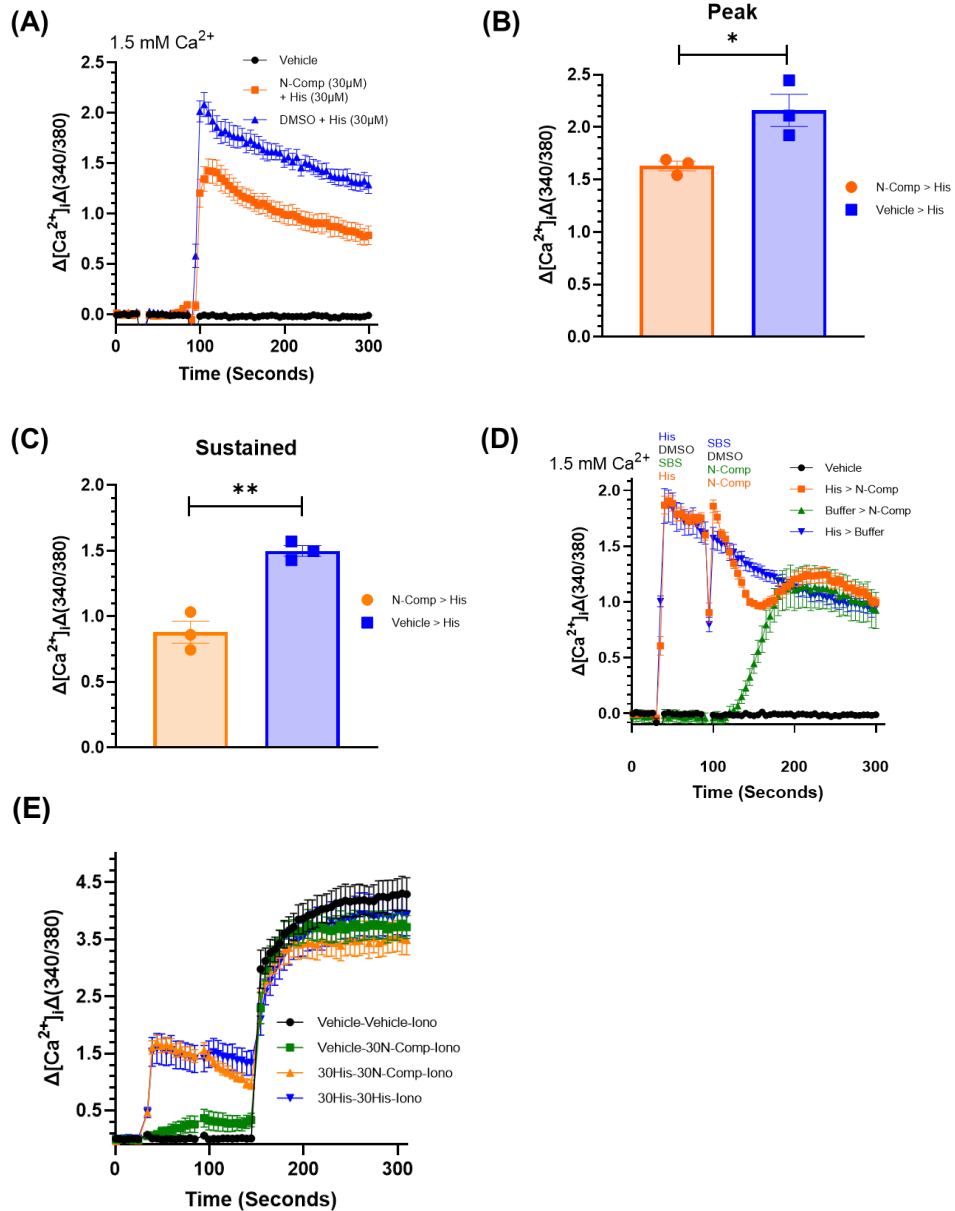 (A)
1.5 mM Ca²⁺
Vehicle
N-Comp (30μM)
+ His (30μM)
DMSO + His (30μM)
Δ[Ca²⁺]ᵢΔ(340/380)
2.5
2.0
1.5
1.0
0.5
0.0
0
100
200
300
Time (Seconds)
(B)
Peak
*
Δ[Ca²⁺]ᵢΔ(340/380)
2.5
2.0
1.5
1.0
0.5
0.0
N-Comp > His
Vehicle > His
(C)
Sustained
**
Δ[Ca²⁺]ᵢΔ(340/380)
2.0
1.5
1.0
0.5
0.0
N-Comp > His
Vehicle > His
(D)
1.5 mM Ca²⁺
His
DMSO
SBS
His
SBS
DMSO
N-Comp
N-Comp
Vehicle
His > N-Comp
Buffer > N-Comp
His > Buffer
Δ[Ca²⁺]ᵢΔ(340/380)
2.0
1.5
1.0
0.5
0.0
0
100
200
300
Time (Seconds)
(E)
Δ[Ca²⁺]ᵢΔ(340/380)
4.5
3.5
2.5
1.5
0.5
Vehicle-Vehicle-Iono
Vehicle-30N-Comp-Iono
30His-30N-Comp-Iono
30His-30His-Iono
0
100
200
300
Time (Seconds)